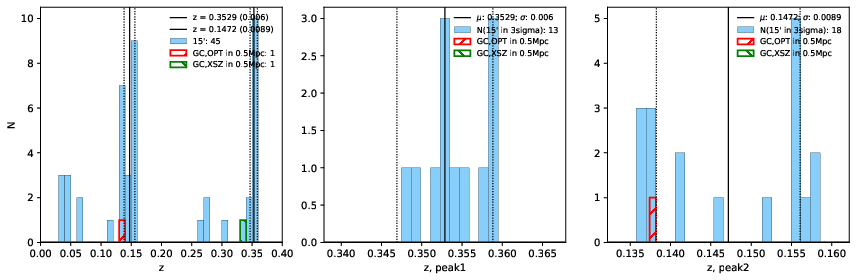 z = 0.3529 (0.006)
z = 0.1472 (0.0089)
15': 45
GC,OPT in 0.5Mpc: 1
GC,XSZ in 0.5Mpc: 1
10
8
6
4
2
0
N
0.00 0.05 0.10 0.15 0.20 0.25 0.30 0.35 0.40
z
μ: 0.3529; σ: 0.006
N(15' in 3sigma): 13
GC,OPT in 0.5Mpc
GC,XSZ in 0.5Mpc
3.0
2.5
2.0
1.5
1.0
0.5
0.0
0.340 0.345 0.350 0.355 0.360 0.365
z, peak1
μ: 0.1472; σ: 0.0089
N(15' in 3sigma): 18
GC,OPT in 0.5Mpc
GC,XSZ in 0.5Mpc
5
4
3
2
1
0
0.135 0.140 0.145 0.150 0.155 0.160
z, peak2